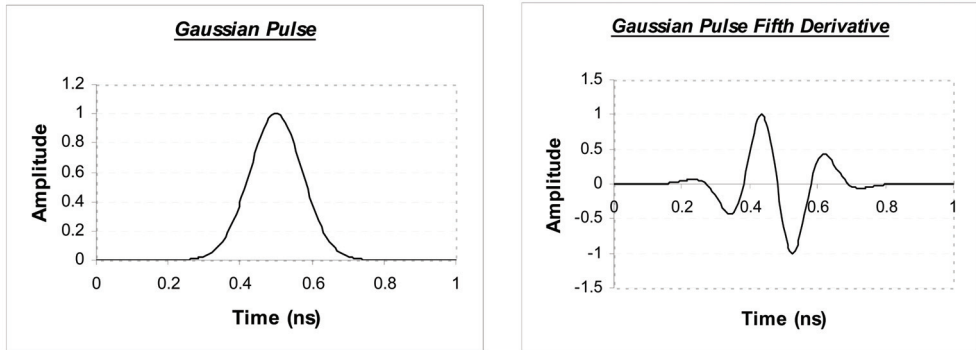 Gaussian Pulse
1.2
1
0.8
0.6
0.4
0.2
0
0 0.2 0.4 0.6 0.8 1
Amplitude
Time (ns)
Gaussian Pulse Fifth Derivative
1.5
1
0.5
0
-0.5
-1
-1.5
0 0.2 0.4 0.6 0.8 1
Amplitude
Time (ns)